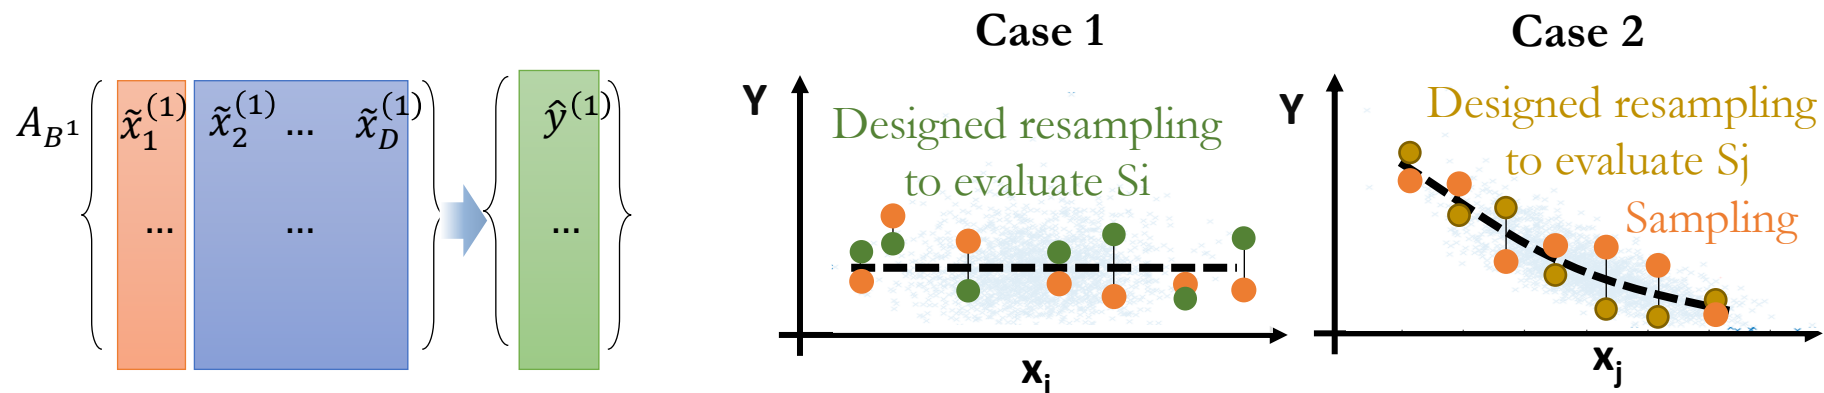 A_{B^1} x̃_1^{(1)} x̃_2^{(1)} ... x̃_D^{(1)} ŷ^{(1)}
... ... ...
Case 1
Y
Designed resampling
to evaluate Si
x_i
Case 2
Y
Designed resampling
to evaluate Sj
Sampling
x_j